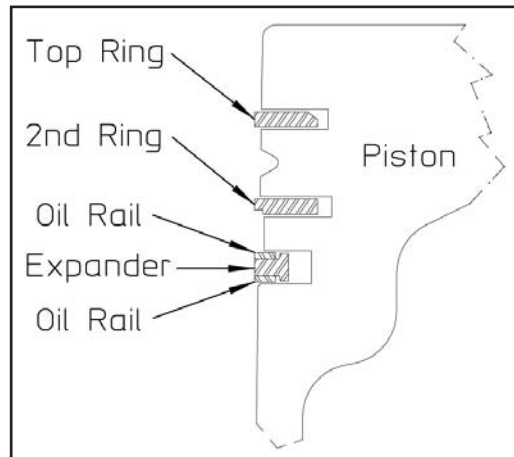 Top Ring
2nd Ring
Piston
Oil Rail
Expander
Oil Rail